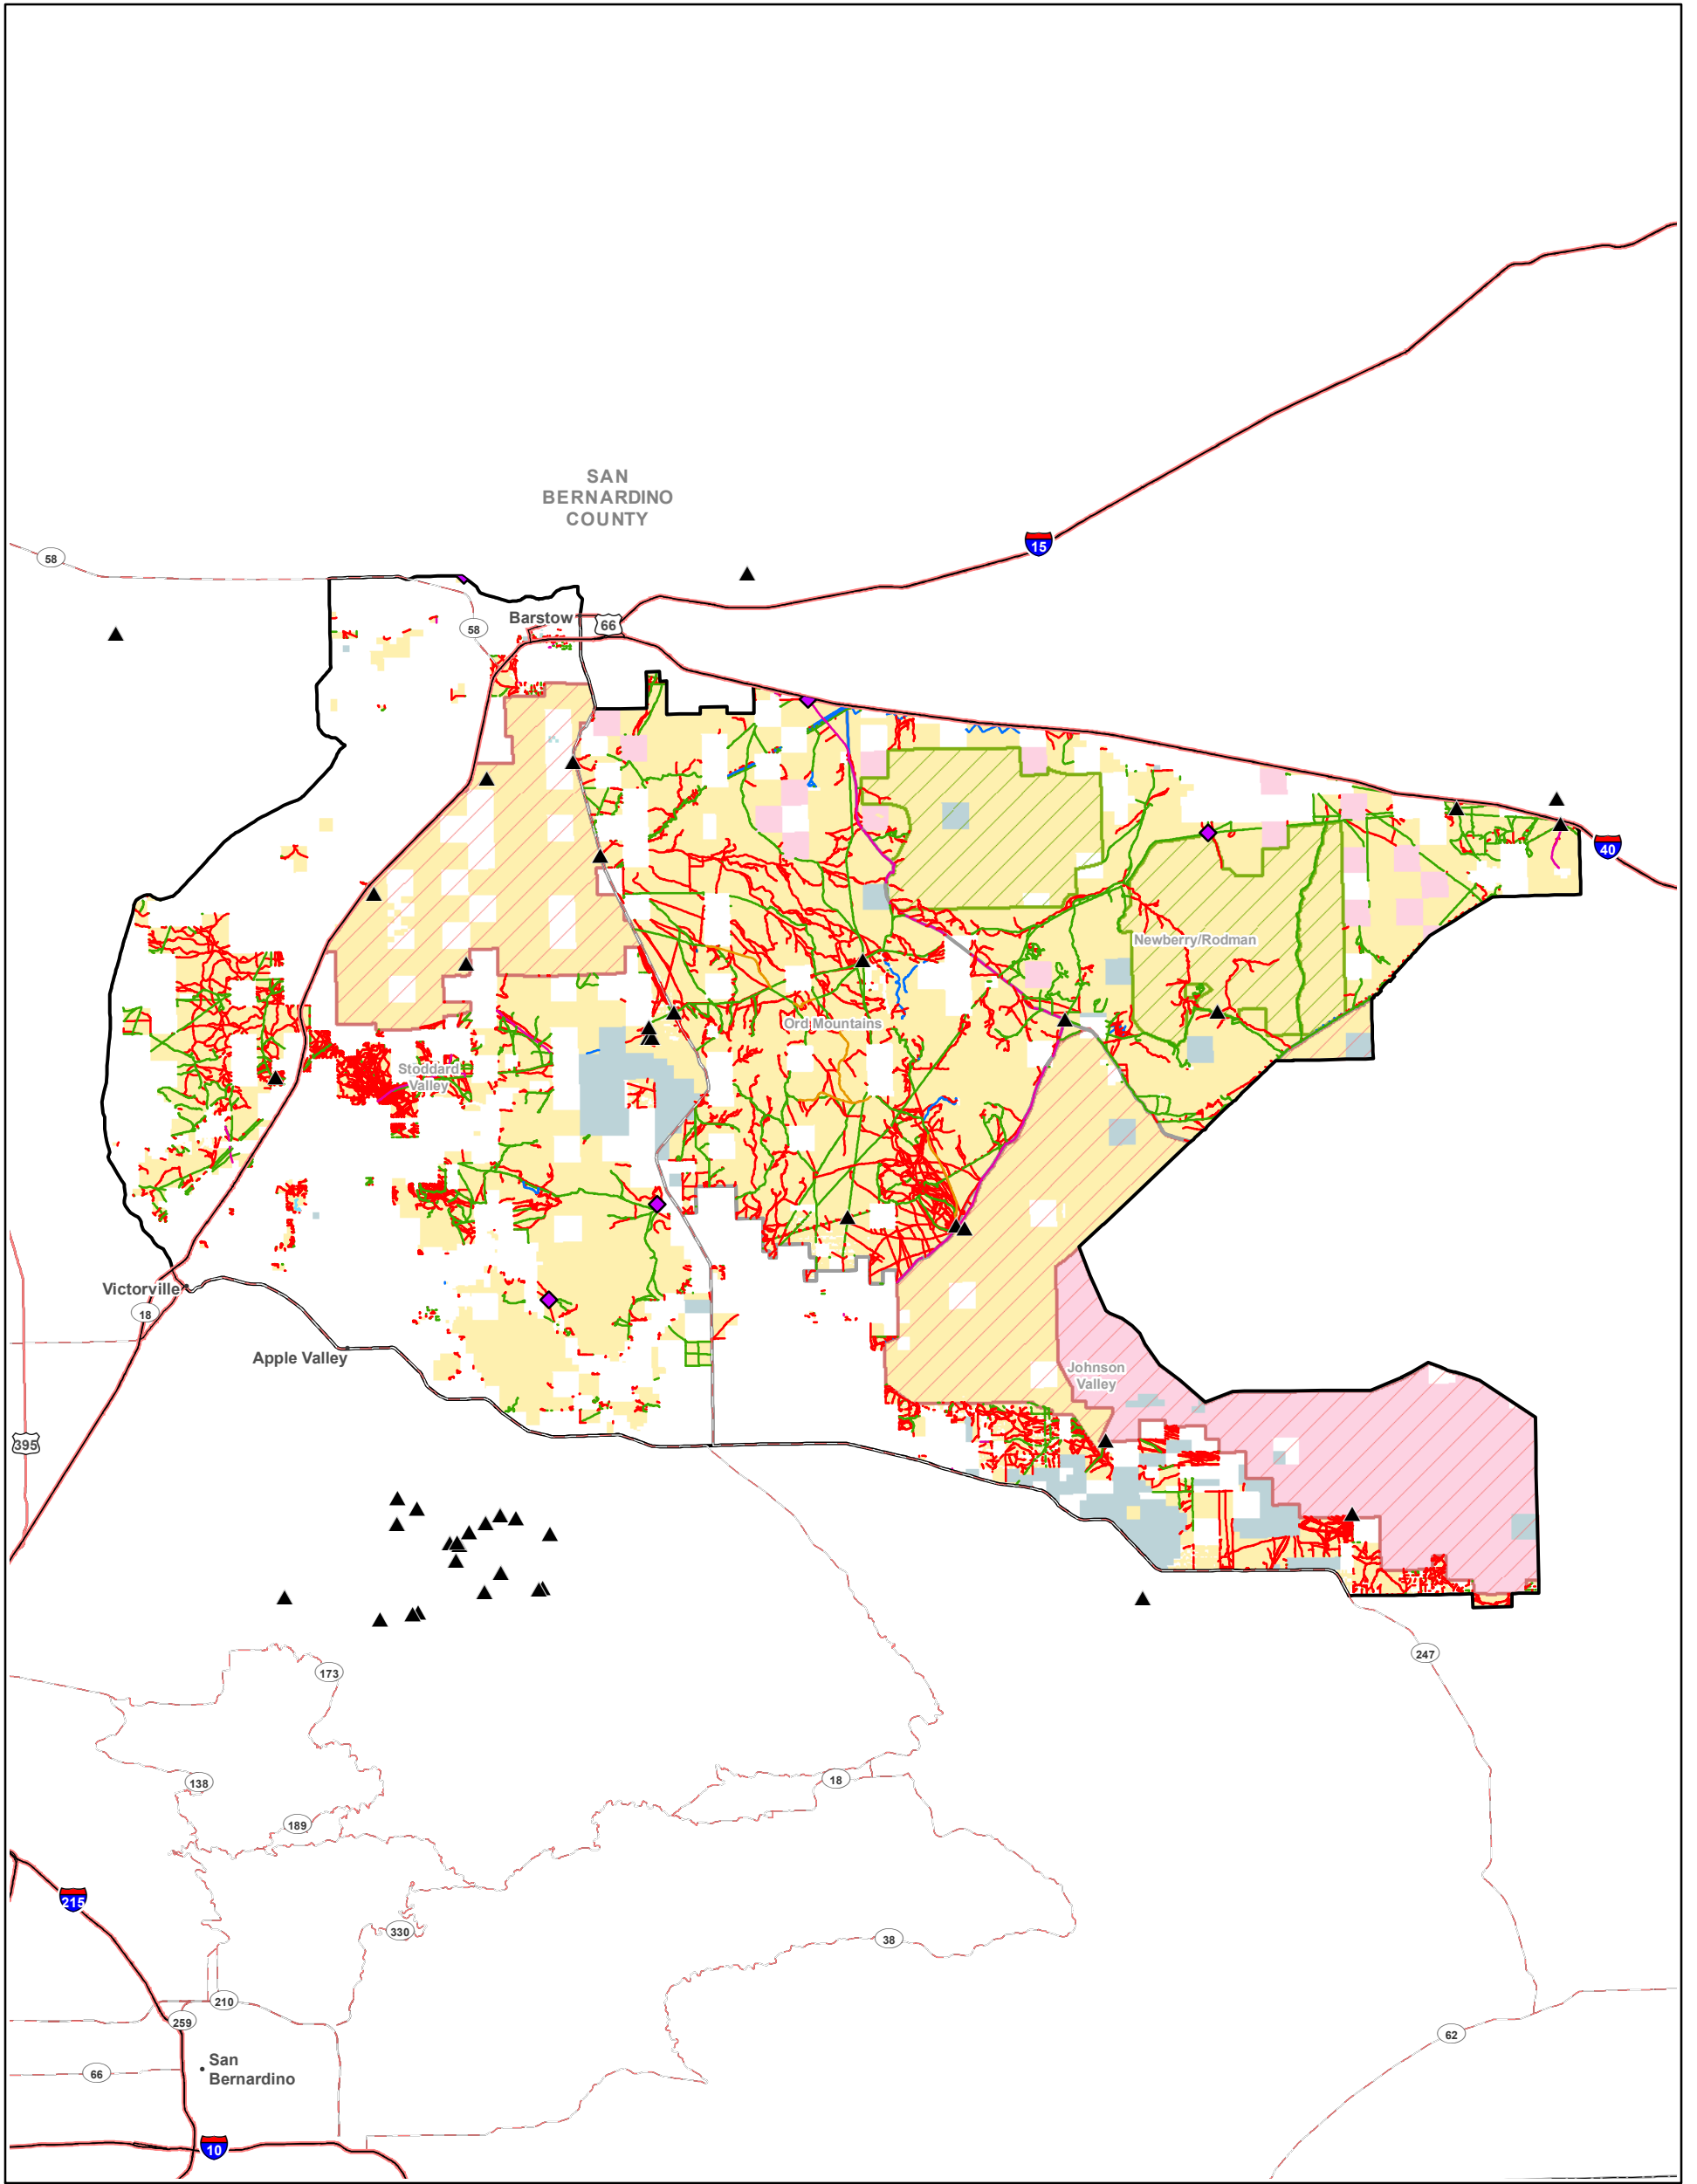 SAN
BERNARDINO
COUNTY
15
58
58
Barstow
66
40
Newberry/Rodman
Ord Mountains
Stoddard
Valley
Victorville
18
Apple Valley
Johnson
Valley
395
247
173
138
18
189
215
330
38
210
259
62
66
San
Bernardino
10